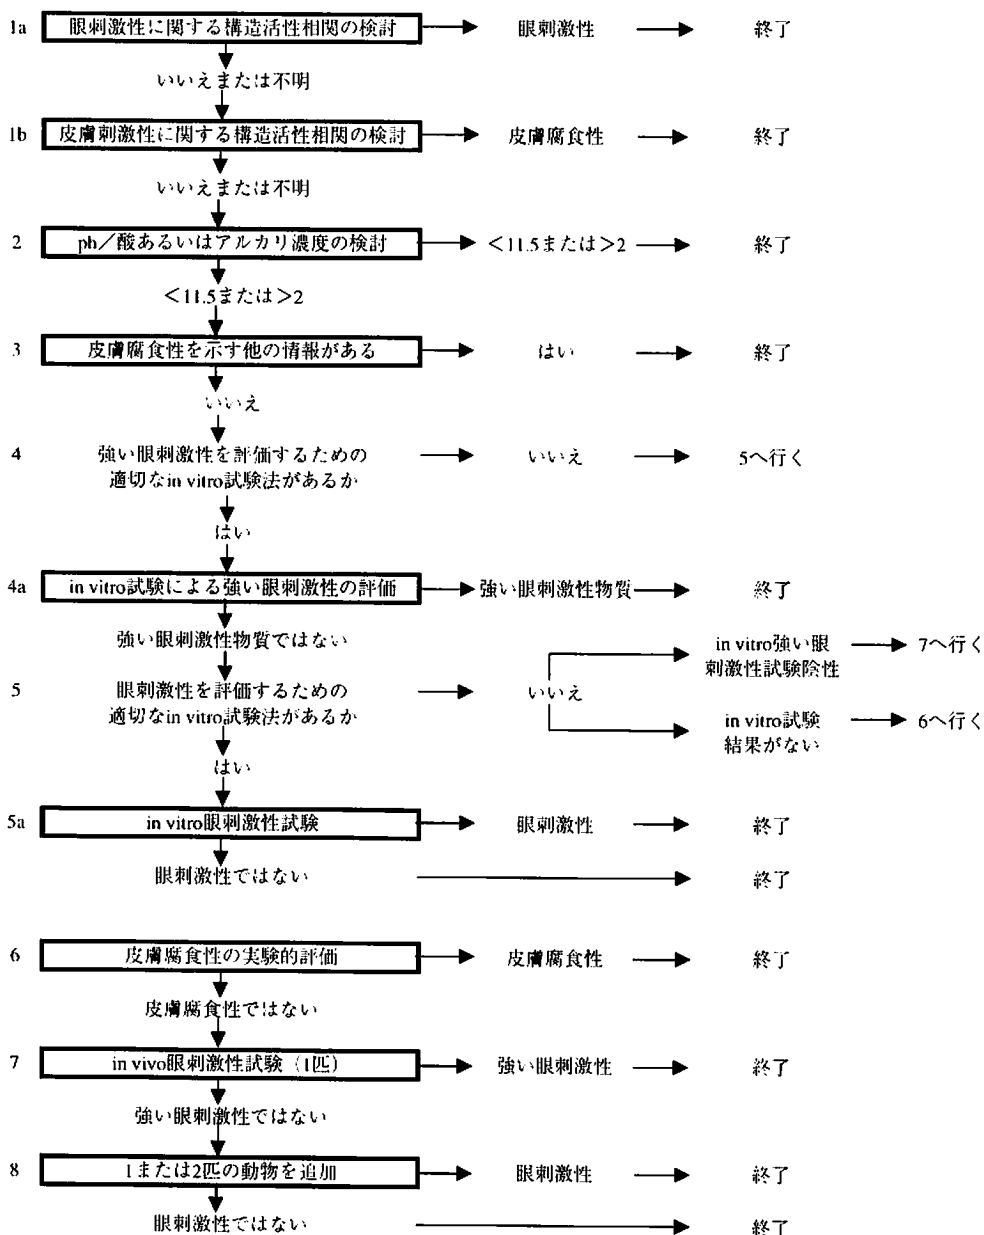 1a 眼刺激性に関する構造活性相関の検討 眼刺激性 終了
いいえまたは不明
1b 皮膚刺激性に関する構造活性相関の検討 皮膚腐食性 終了
いいえまたは不明
2 ph／酸あるいはアルカリ濃度の検討 ＜11.5または＞2 終了
＜11.5または＞2
3 皮膚腐食性を示す他の情報がある はい 終了
いいえ
4 強い眼刺激性を評価するための いいえ 5へ行く
適切なin vitro試験法があるか
はい
4a in vitro試験による強い眼刺激性の評価 強い眼刺激性物質 終了
強い眼刺激性物質ではない
in vitro強い眼 7へ行く
刺激性試験陰性
5 眼刺激性を評価するための いいえ
適切なin vitro試験法があるか
in vitro試験 6へ行く
結果がない
はい
5a in vitro眼刺激性試験 眼刺激性 終了
眼刺激性ではない 終了
6 皮膚腐食性の実験的評価 皮膚腐食性 終了
皮膚腐食性ではない
7 in vivo眼刺激性試験（1匹） 強い眼刺激性 終了
強い眼刺激性ではない
8 1または2匹の動物を追加 眼刺激性 終了
眼刺激性ではない 終了